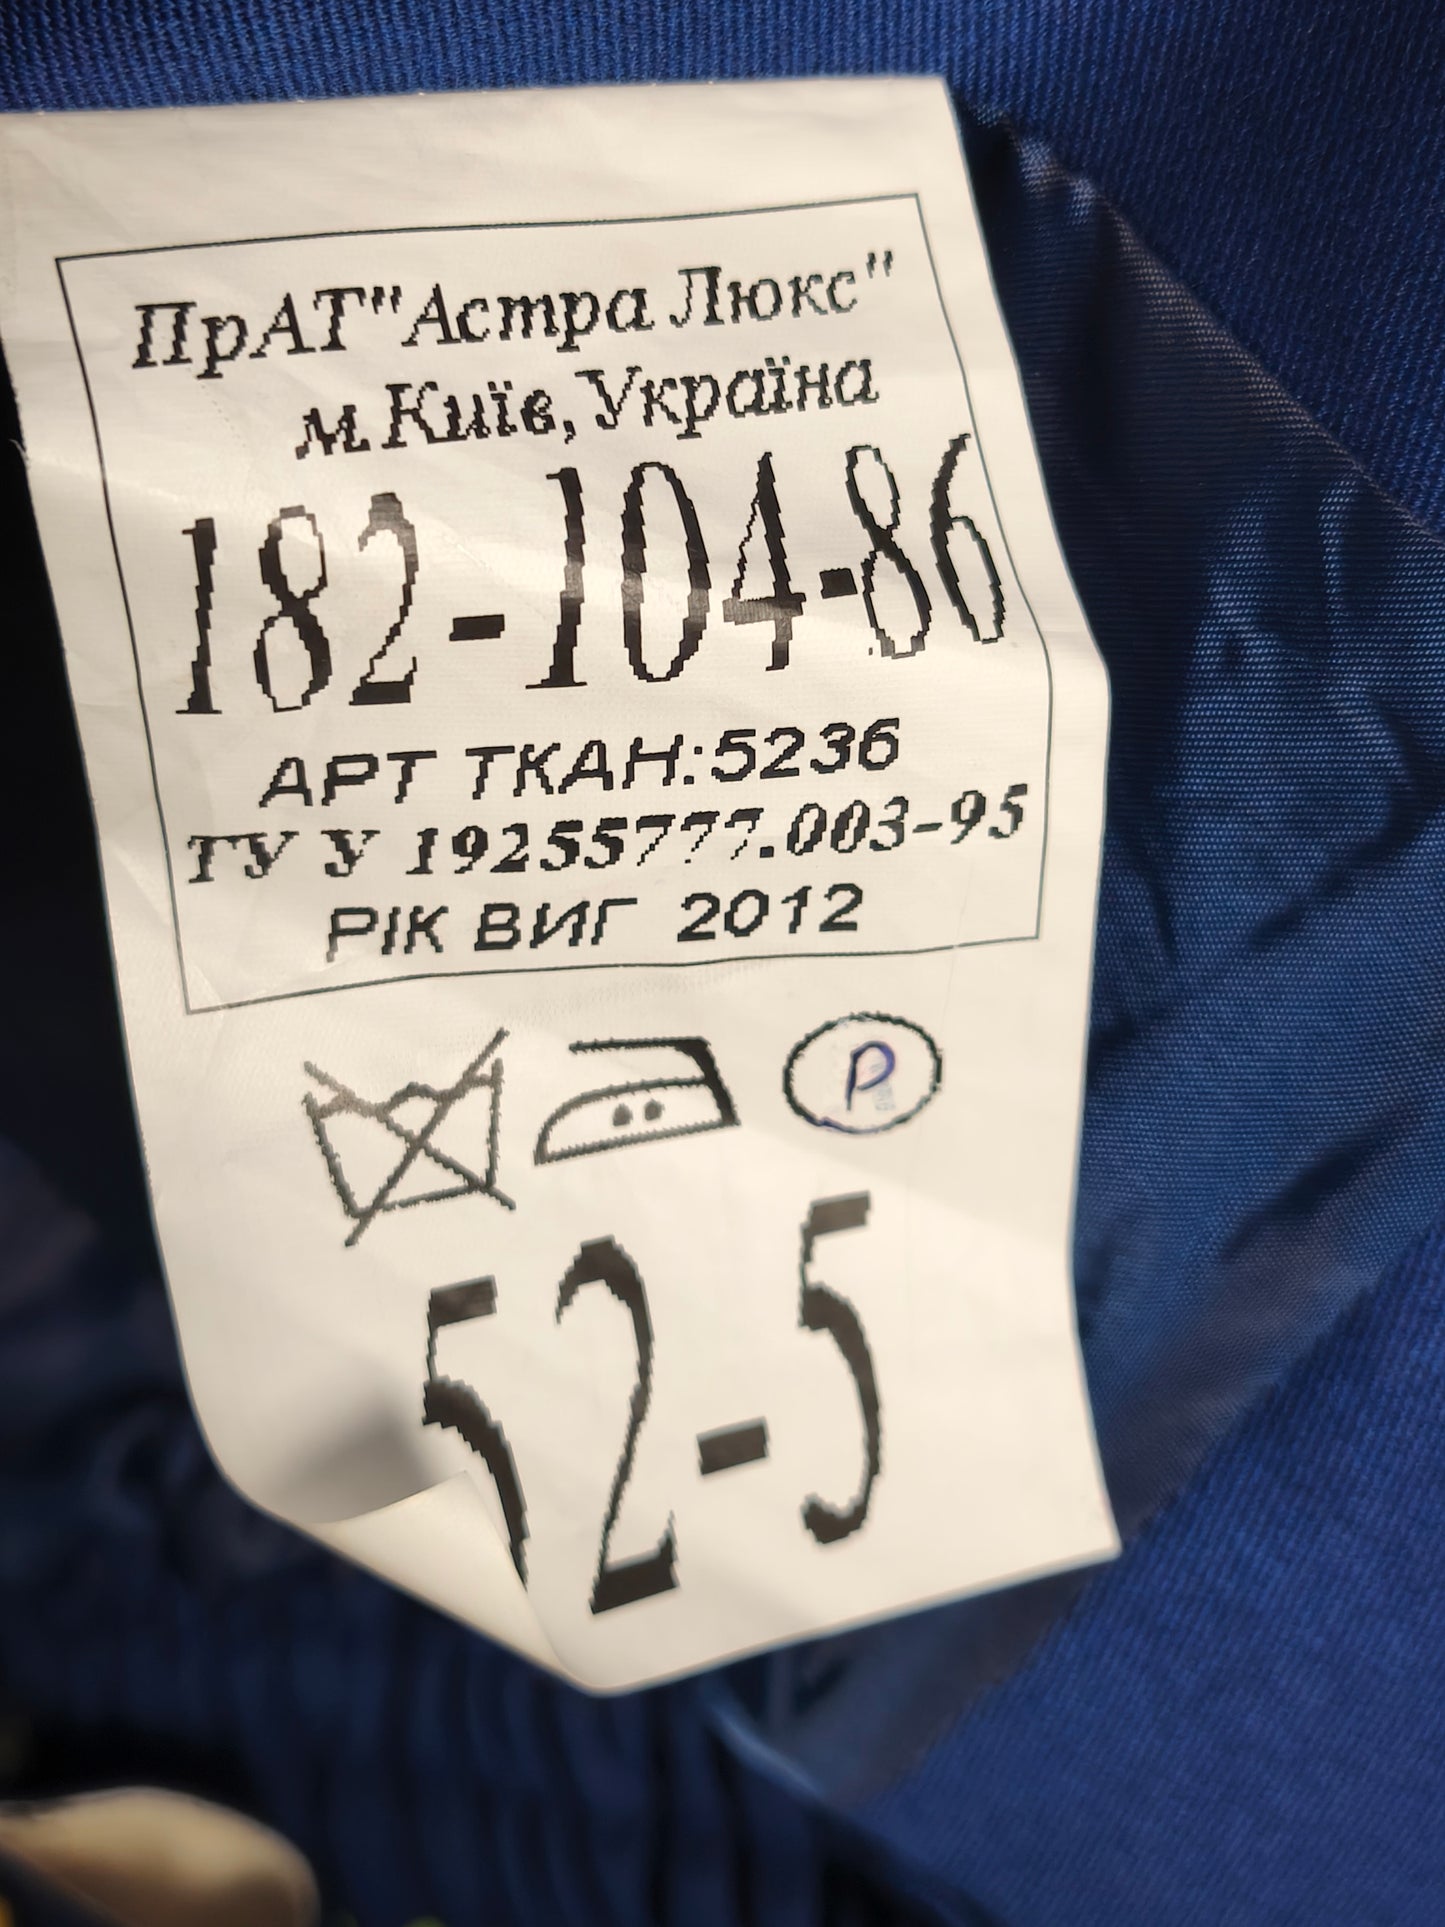 ПрАТ"Астра Люкс"
м.Київ, Україна
182-104-86
АРТ ТКАН:5236
ТУ У 19255777.003-95
РІК ВИГ 2012
P
52-5